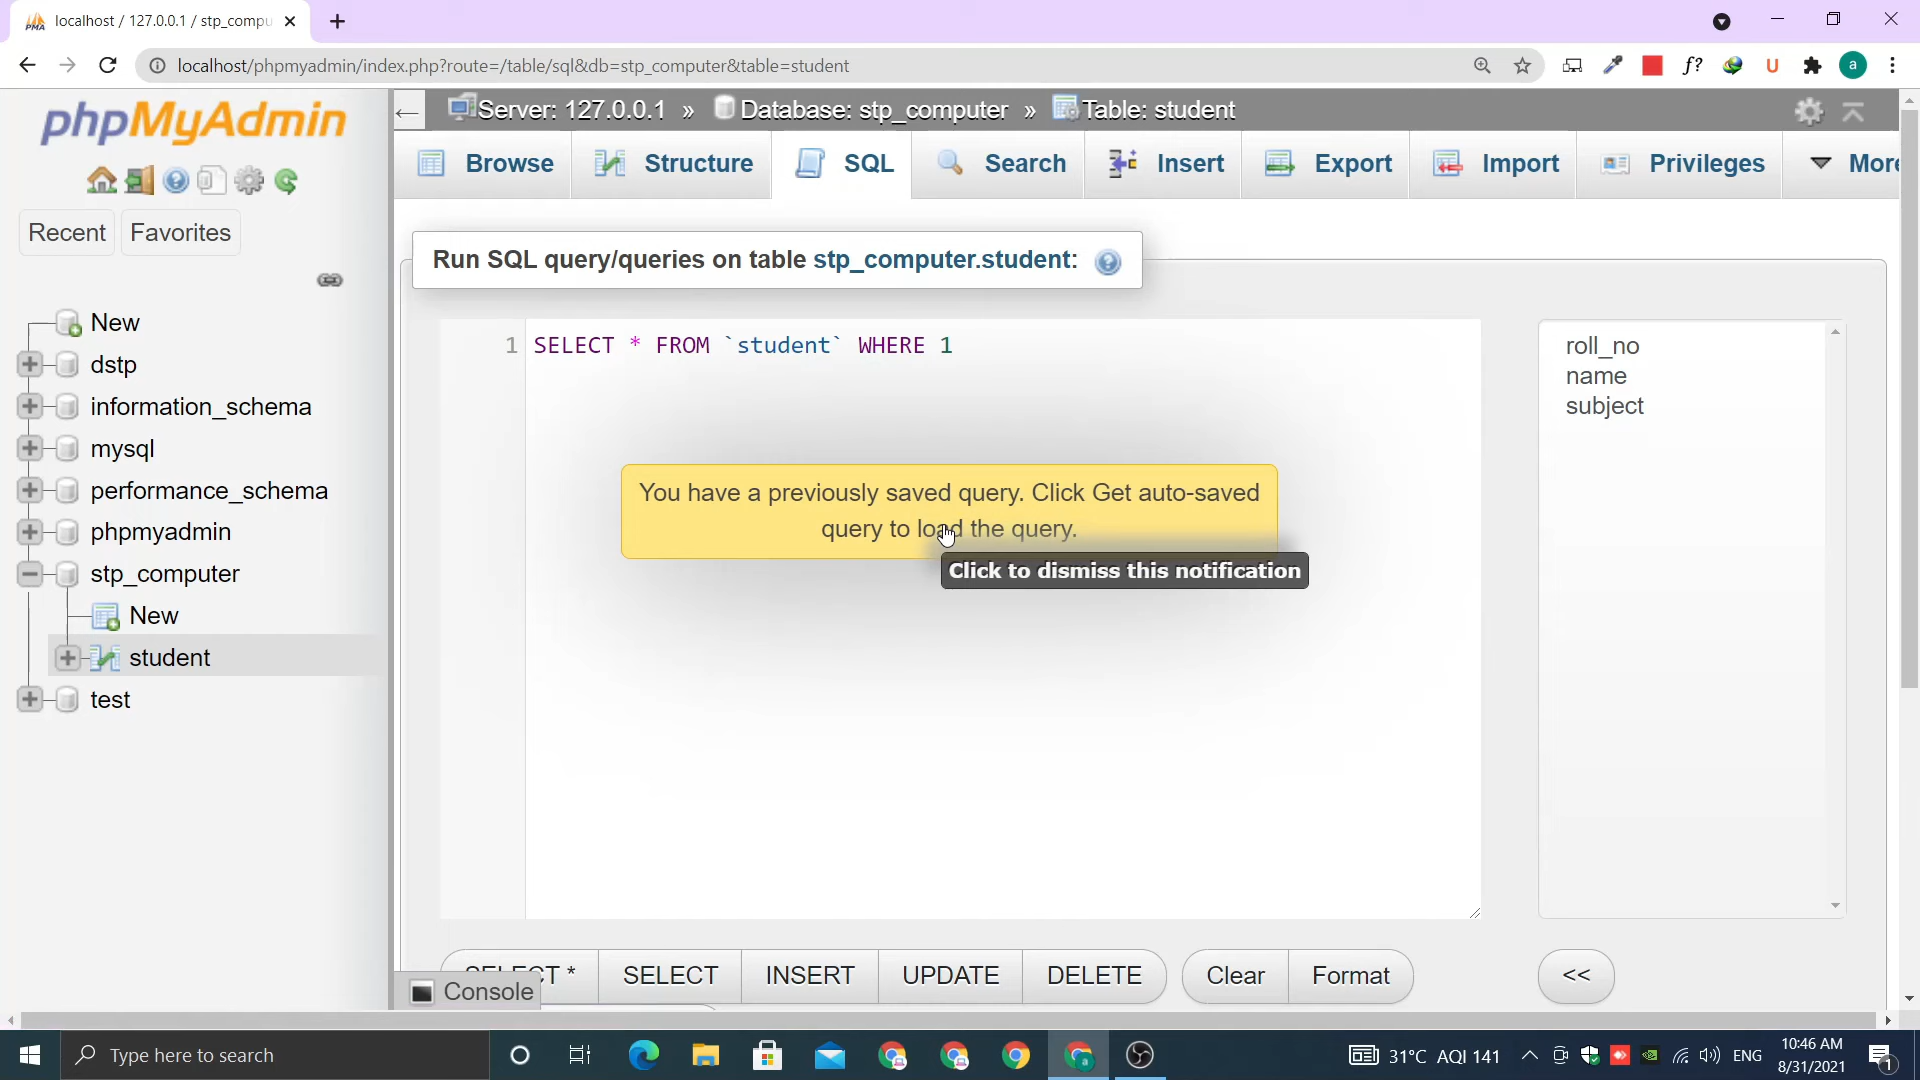 localhost / 127.0.0.1 / stp_compu
localhost/phpmyadmin/index.php?route=/table/sql&db=stp_computer&table=student
phpMyAdmin
Recent
Favorites
New
dstp
information_schema
mysql
performance_schema
phpmyadmin
stp_computer
New
student
test
Server: 127.0.0.1 » Database: stp_computer » Table: student
Browse
Structure
SQL
Search
Insert
Export
Import
Privileges
More
Run SQL query/queries on table stp_computer.student:
1 SELECT * FROM `student` WHERE 1
You have a previously saved query. Click Get auto-saved
query to load the query.
Click to dismiss this notification
roll_no
name
subject
SELECT *
SELECT
INSERT
UPDATE
DELETE
Clear
Format
<<
Console
Type here to search
31°C AQI 141
ENG
10:46 AM
8/31/2021
1